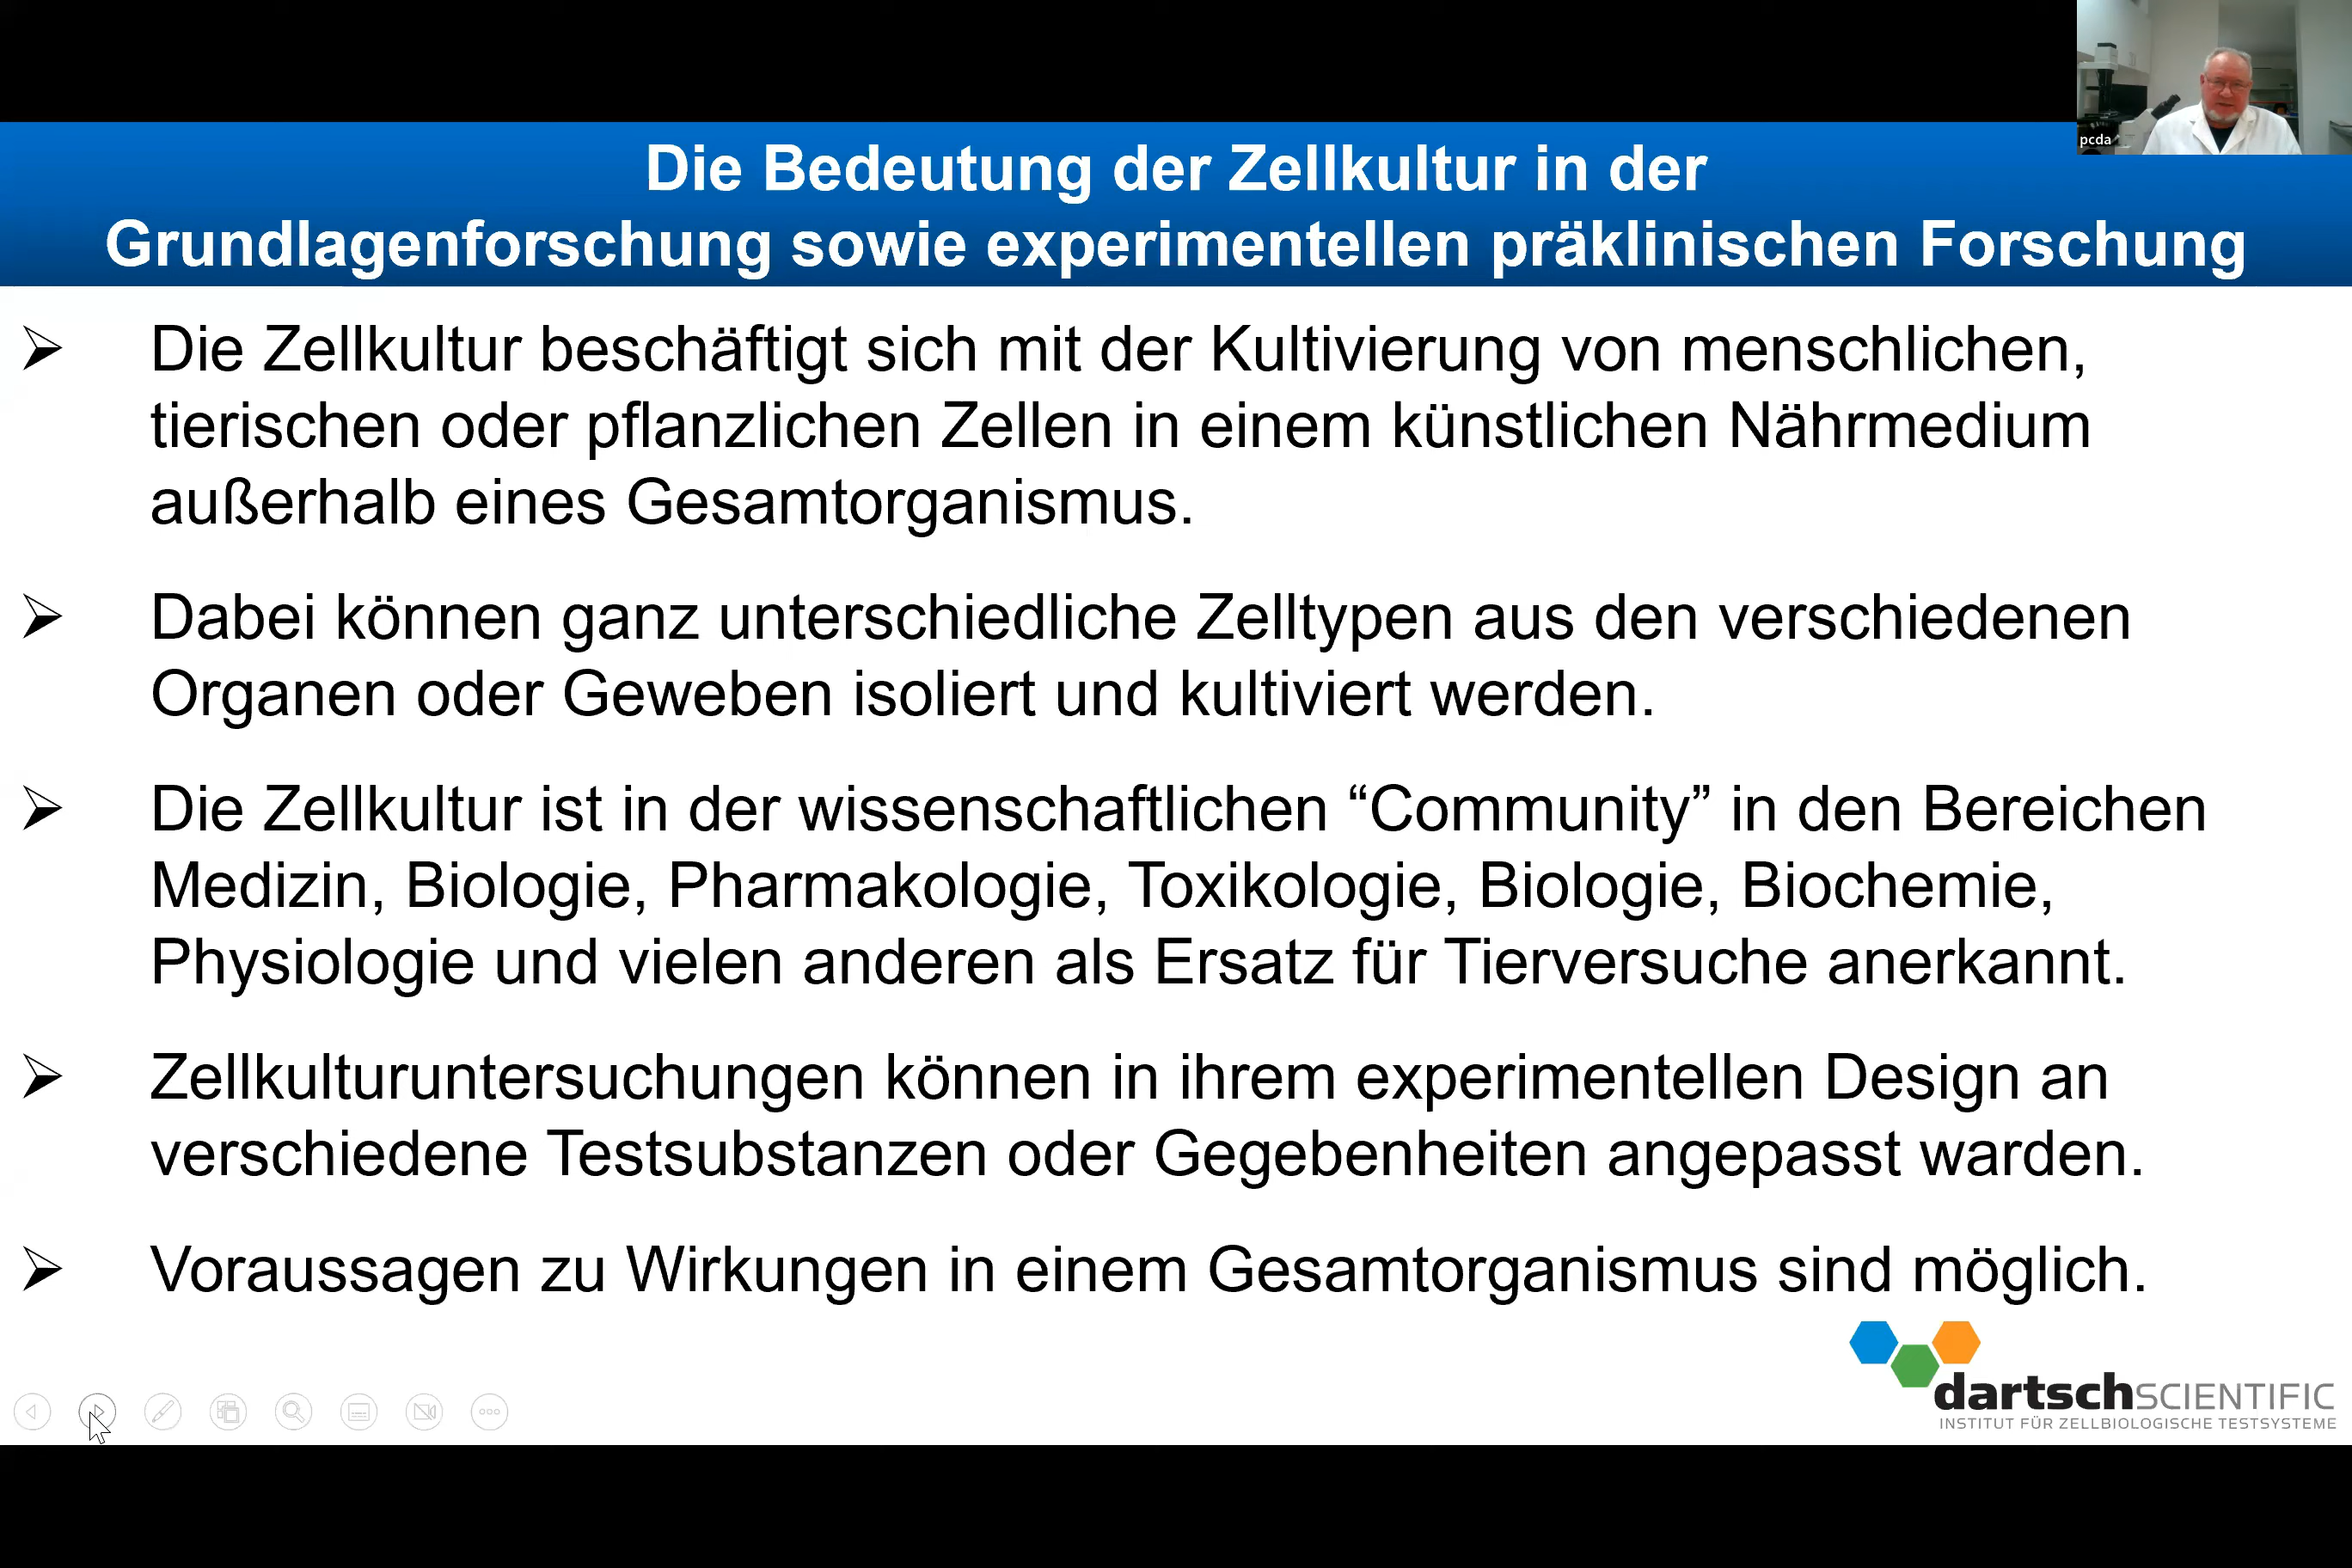 pcda
Die Bedeutung der Zellkultur in der
Grundlagenforschung sowie experimentellen präklinischen Forschung
Die Zellkultur beschäftigt sich mit der Kultivierung von menschlichen,
tierischen oder pflanzlichen Zellen in einem künstlichen Nährmedium
außerhalb eines Gesamtorganismus.
Dabei können ganz unterschiedliche Zelltypen aus den verschiedenen
Organen oder Geweben isoliert und kultiviert werden.
Die Zellkultur ist in der wissenschaftlichen “Community” in den Bereichen
Medizin, Biologie, Pharmakologie, Toxikologie, Biologie, Biochemie,
Physiologie und vielen anderen als Ersatz für Tierversuche anerkannt.
Zellkulturuntersuchungen können in ihrem experimentellen Design an
verschiedene Testsubstanzen oder Gegebenheiten angepasst warden.
Voraussagen zu Wirkungen in einem Gesamtorganismus sind möglich.
dartschSCIENTIFIC
INSTITUT FÜR ZELLBIOLOGISCHE TESTSYSTEME